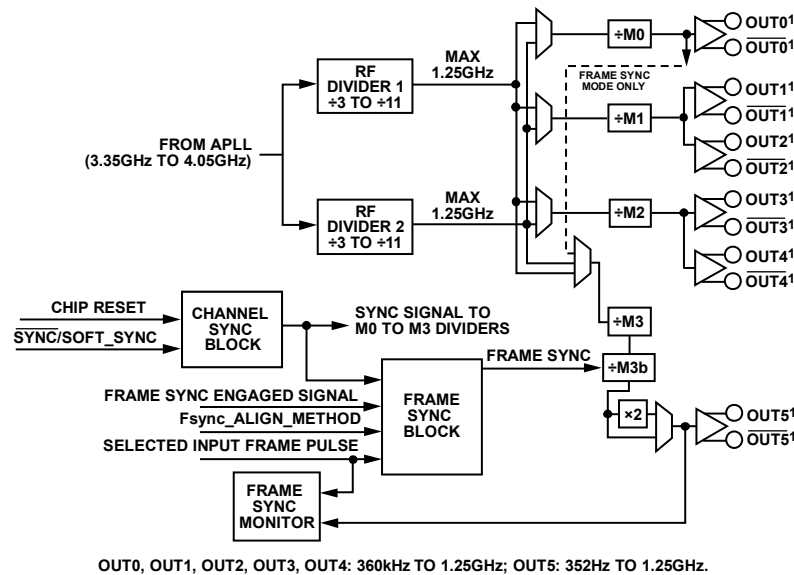 OUT0¹
OUT0¹
÷M0
MAX
1.25GHz
RF
DIVIDER 1
÷3 TO ÷11
FRAME SYNC
MODE ONLY
OUT1¹
OUT1¹
÷M1
OUT2¹
OUT2¹
FROM APLL
(3.35GHz TO 4.05GHz)
MAX
1.25GHz
RF
DIVIDER 2
÷3 TO ÷11
÷M2
OUT3¹
OUT3¹
OUT4¹
OUT4¹
CHIP RESET
SYNC/SOFT_SYNC
CHANNEL
SYNC
BLOCK
SYNC SIGNAL TO
M0 TO M3 DIVIDERS
÷M3
FRAME SYNC
÷M3b
FRAME SYNC ENGAGED SIGNAL
Fsync_ALIGN_METHOD
SELECTED INPUT FRAME PULSE
FRAME
SYNC
BLOCK
×2
OUT5¹
OUT5¹
FRAME
SYNC
MONITOR
OUT0, OUT1, OUT2, OUT3, OUT4: 360kHz TO 1.25GHz; OUT5: 352Hz TO 1.25GHz.